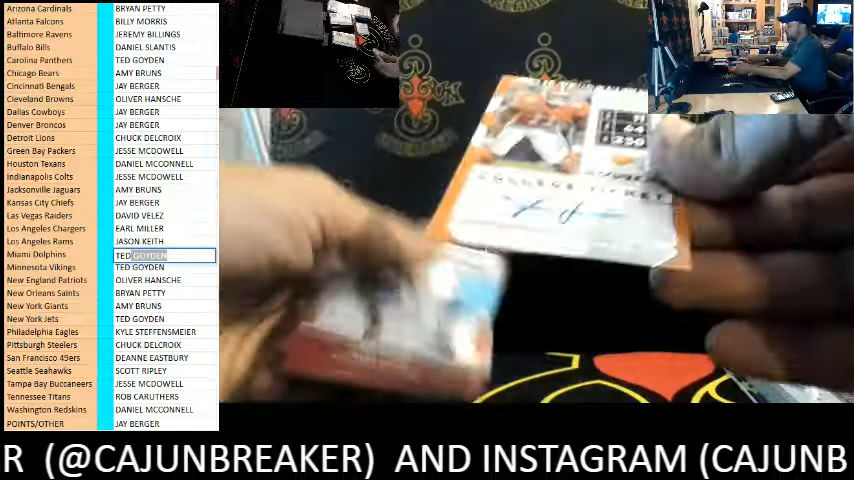 Arizona Cardinals BRYAN PETTY
Atlanta Falcons BILLY MORRIS
Baltimore Ravens JEREMY BILLINGS
Buffalo Bills DANIEL SLANTIS
Carolina Panthers TED GOYDEN
Chicago Bears AMY BRUNS
Cincinnati Bengals JAY BERGER
Cleveland Browns OLIVER HANSCHE
Dallas Cowboys JAY BERGER
Denver Broncos JAY BERGER
Detroit Lions CHUCK DELCROIX
Green Bay Packers JESSE MCDOWELL
Houston Texans DANIEL MCCONNELL
Indianapolis Colts JESSE MCDOWELL
Jacksonville Jaguars AMY BRUNS
Kansas City Chiefs JAY BERGER
Las Vegas Raiders DAVID VELEZ
Los Angeles Chargers EARL MILLER
Los Angeles Rams JASON KEITH
Miami Dolphins TED GOYDEN
Minnesota Vikings TED GOYDEN
New England Patriots OLIVER HANSCHE
New Orleans Saints BRYAN PETTY
New York Giants AMY BRUNS
New York Jets TED GOYDEN
Philadelphia Eagles KYLE STEFFENSMEIER
Pittsburgh Steelers CHUCK DELCROIX
San Francisco 49ers DEANNE EASTBURY
Seattle Seahawks SCOTT RIPLEY
Tampa Bay Buccaneers JESSE MCDOWELL
Tennessee Titans ROB CARUTHERS
Washington Redskins DANIEL MCCONNELL
POINTS/OTHER JAY BERGER
COLLEGE TICKET
R (@CAJUNBREAKER) AND INSTAGRAM (CAJUNB